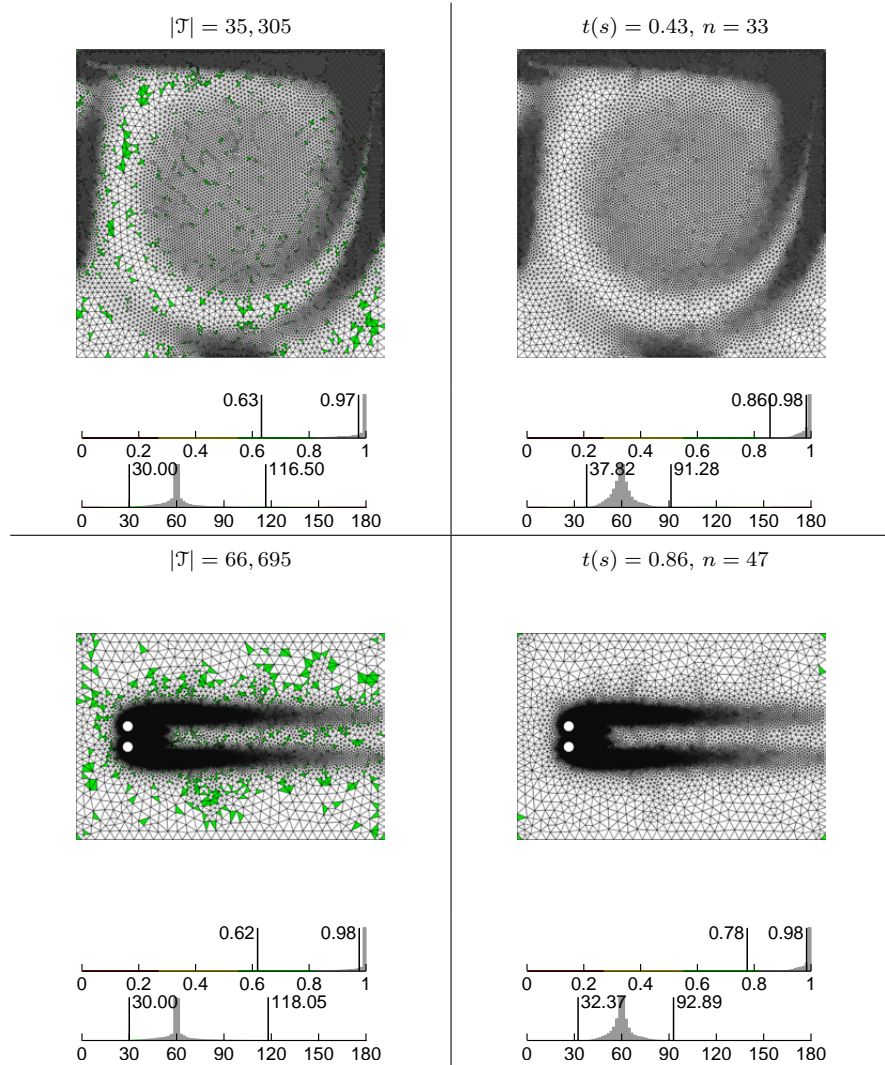 |𝒯| = 35, 305
t(s) = 0.43, n = 33
0.63 0.97
0 0.2 0.4 0.6 0.8 1
30.00 116.50
0 30 60 90 120 150 180
0.86 0.98
0 0.2 0.4 0.6 0.8 1
37.82 91.28
0 30 60 90 120 150 180
|𝒯| = 66, 695
t(s) = 0.86, n = 47
0.62 0.98
0 0.2 0.4 0.6 0.8 1
30.00 118.05
0 30 60 90 120 150 180
0.78 0.98
0 0.2 0.4 0.6 0.8 1
32.37 92.89
0 30 60 90 120 150 180